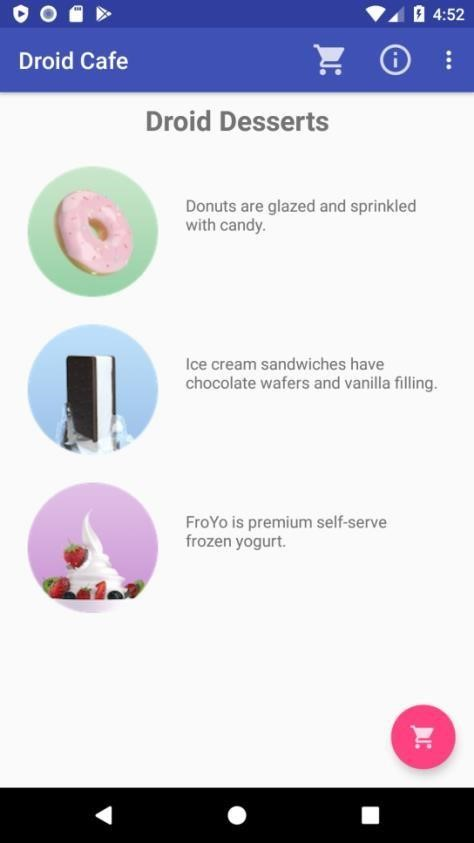 4:52
Droid Cafe
Droid Desserts
Donuts are glazed and sprinkled
with candy.
Ice cream sandwiches have
chocolate wafers and vanilla filling.
FroYo is premium self-serve
frozen yogurt.